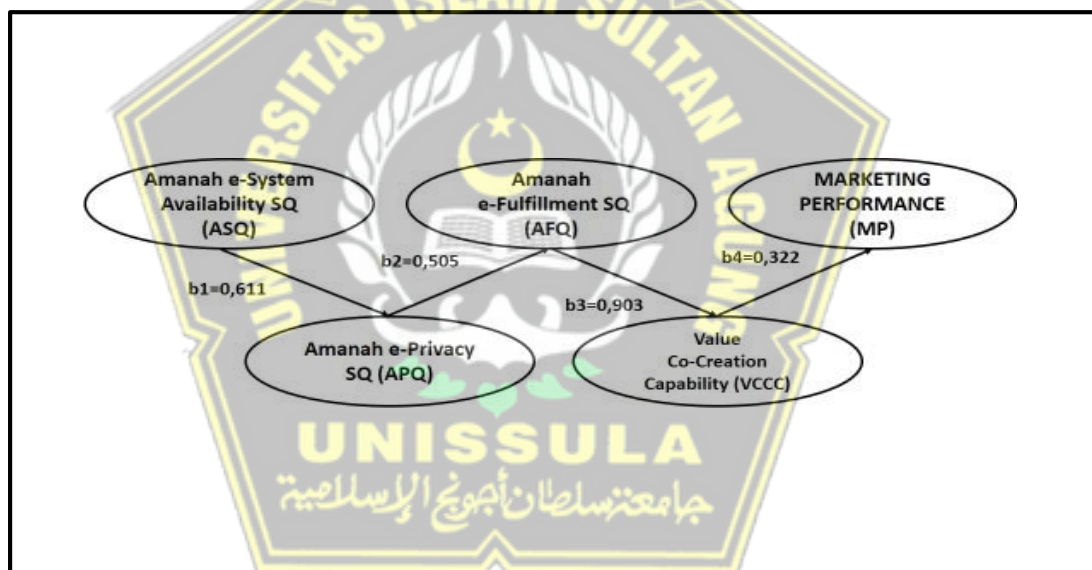 UNIVERSITAS ISLAM SULTAN AGUNG
Amanah e-System
Availability SQ
(ASQ)
Amanah
e-Fulfillment SQ
(AFQ)
MARKETING
PERFORMANCE
(MP)
b1=0,611
b2=0,505
b3=0,903
b4=0,322
Amanah e-Privacy
SQ (APQ)
Value
Co-Creation
Capability (VCCC)
UNISSULA
جامعتسلطان أجونج الإسلامية